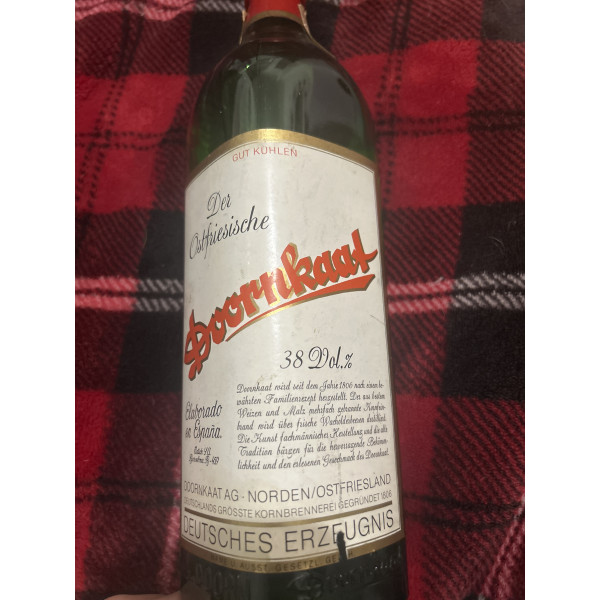 GUT KÜHLEN
Der
Ostfriesische
Doornkaat
38 Vol.%
Doornkaat wird seit dem Jahre 1806 nach einem be-
währten Familienrezept hergestellt. Der aus bestem
Weizen und Malz mehrfach gebrannte Kornfein-
brand wird über frische Wacholderbeeren destilliert.
Die Kunst fachmännischer Herstellung und die alte
Tradition bürgen für die hervorragende Bekömm-
lichkeit und den erlesenen Geschmack des Doornkaat.
Elaborado
en España.
DOORNKAAT AG · NORDEN/OSTFRIESLAND
DEUTSCHLANDS GRÖSSTE KORNBRENNEREI GEGRÜNDET 1806
DEUTSCHES ERZEUGNIS